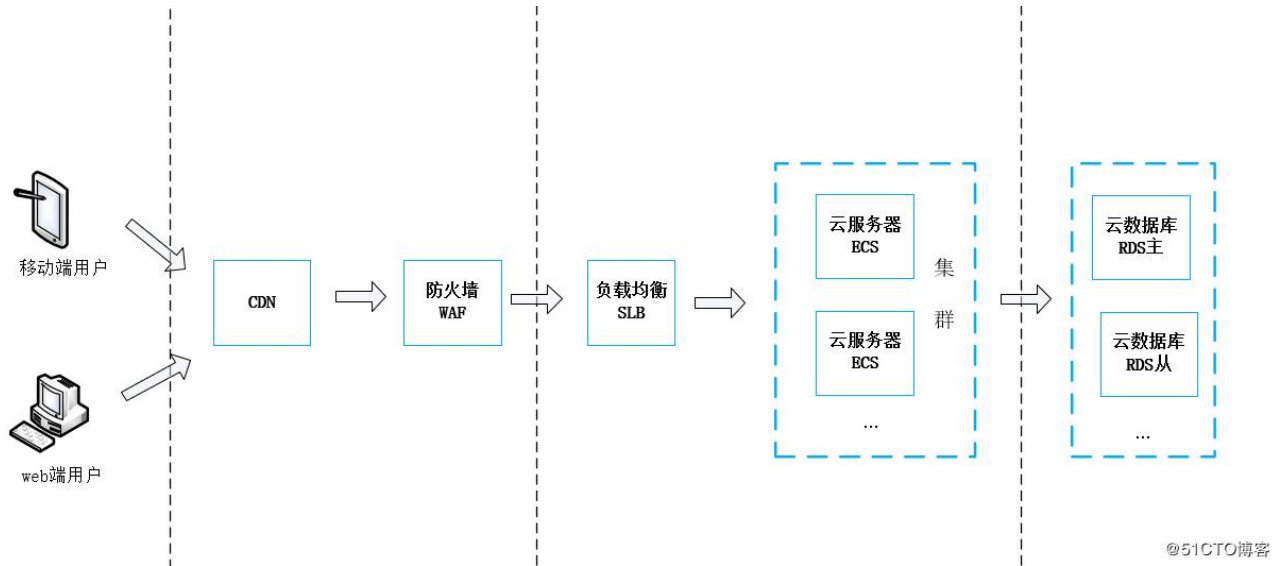 移动端用户
web端用户
CDN
防火墙
WAF
负载均衡
SLB
云服务器
ECS
云服务器
ECS
...
集
群
云数据库
RDS主
云数据库
RDS从
...
@51CTO博客